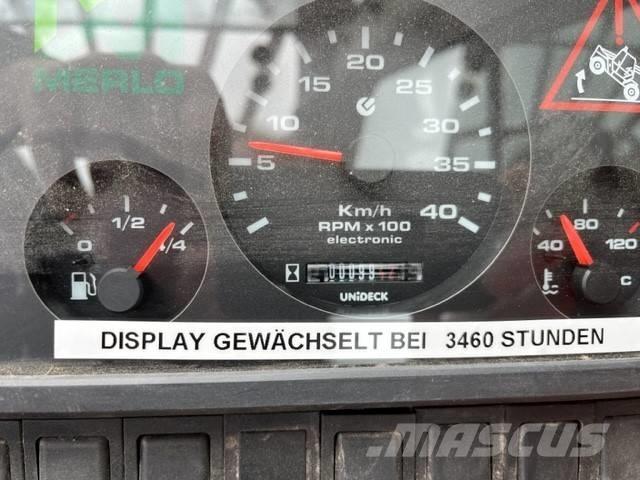 MERLO
5 10 15 20 25 30 35 40
Km/h
RPM x 100
electronic
UNiDECK
0 1/2 4/4
40 80 120
C
DISPLAY GEWÄCHSELT BEI 3460 STUNDEN
MASCUS